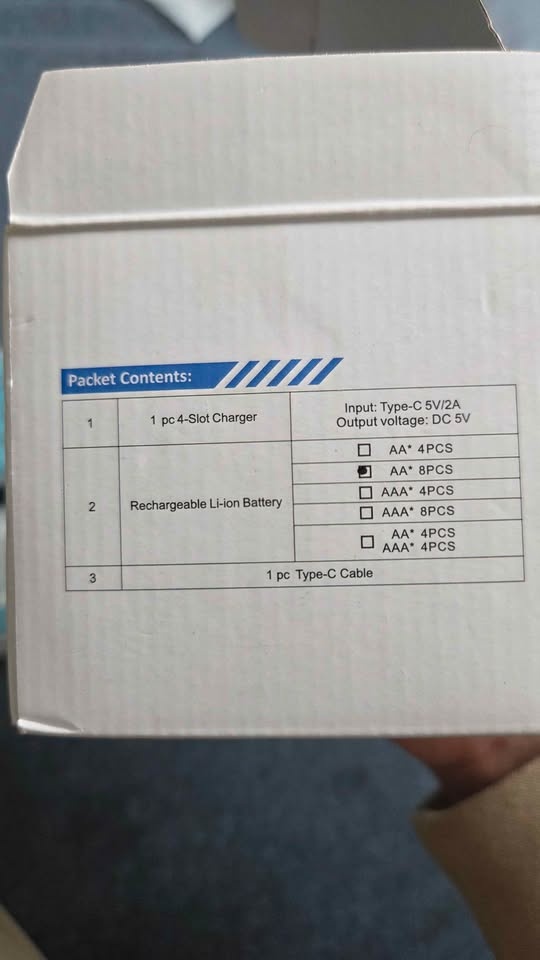 Packet Contents:
1
1 pc 4-Slot Charger
Input: Type-C 5V/2A
Output voltage: DC 5V
2
Rechargeable Li-ion Battery
AA* 4PCS
AA* 8PCS
AAA* 4PCS
AAA* 8PCS
AA* 4PCS
AAA* 4PCS
3
1 pc Type-C Cable